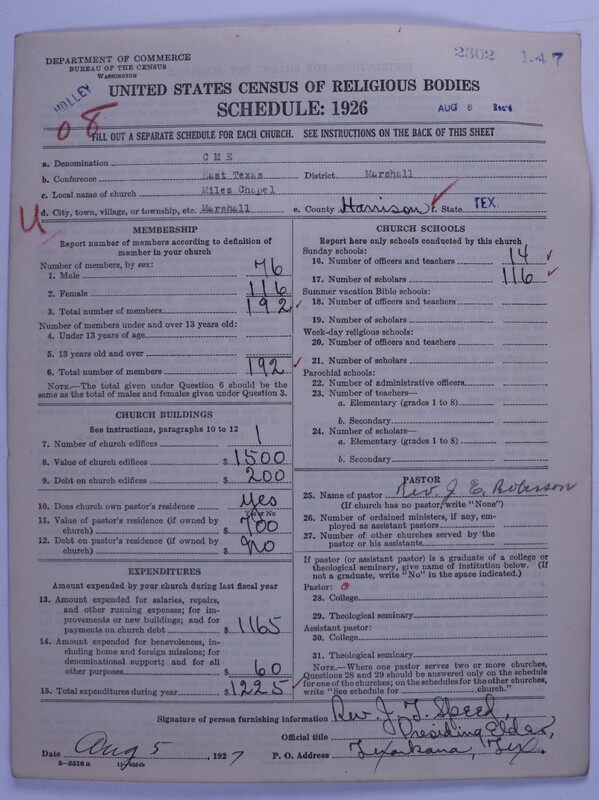 2302 1-4 7
DEPARTMENT OF COMMERCE
BUREAU OF THE CENSUS
WASHINGTON
HOLLEY
UNITED STATES CENSUS OF RELIGIOUS BODIES
SCHEDULE: 1926
AUG 8 Rec'd
08
FILL OUT A SEPARATE SCHEDULE FOR EACH CHURCH. SEE INSTRUCTIONS ON THE BACK OF THIS SHEET
a. Denomination C M E
b. Conference East Texas District Marshall
c. Local name of church Miles Chapel
U
d. City, town, village, or township, etc. Marshall e. County Harrison f. State TEX.
MEMBERSHIP
Report number of members according to definition of member in your church
Number of members, by sex:
1. Male 76
2. Female 116
3. Total number of members 192
Number of members under and over 13 years old:
4. Under 13 years of age
5. 13 years old and over
6. Total number of members 192
NOTE.—The total given under Question 6 should be
the same as the total of males and females given under Question 3.
CHURCH BUILDINGS
See instructions, paragraphs 10 to 12
7. Number of church edifices 1
8. Value of church edifices $1500
9. Debt on church edifices $200
10. Does church own pastor's residence yes
Yes or No
11. Value of pastor's residence (if owned by
church) $700
12. Debt on pastor's residence (if owned by
church) $No
EXPENDITURES
Amount expended by your church during last fiscal year
13. Amount expended for salaries, repairs,
and other running expenses; for im-
provements or new buildings; and for
payments on church debt $1165
14. Amount expended for benevolences, in-
cluding home and foreign missions; for
denominational support; and for all
other purposes $60
15. Total expenditures during year $1225
CHURCH SCHOOLS
Report here only schools conducted by this church
Sunday schools:
16. Number of officers and teachers 14
17. Number of scholars 116
Summer vacation Bible schools:
18. Number of officers and teachers
19. Number of scholars
Week-day religious schools:
20. Number of officers and teachers
21. Number of scholars
Parochial schools:
22. Number of administrative officers
23. Number of teachers—
a. Elementary (grades 1 to 8)
b. Secondary
24. Number of scholars—
a. Elementary (grades 1 to 8)
b. Secondary
PASTOR
25. Name of pastor Rev. J. E. Roberson
(If church has no pastor, write "None")
26. Number of ordained ministers, if any, em-
ployed as assistant pastors
27. Number of other churches served by the
pastor or his assistants
If pastor (or assistant pastor) is a graduate of a college or
theological seminary, give name of institution below. (If
not a graduate, write "No" in the space indicated.)
Pastor: 0
28. College
29. Theological seminary
Assistant pastor:
30. College
31. Theological seminary
NOTE.—Where one pastor serves two or more churches,
Questions 28 and 29 should be answered only on the schedule
for one of the churches; on the schedules for the other churches,
write "See schedule for church."
Signature of person furnishing information Rev. J. T. Speed,
Official title Presiding Elder,
Date Aug 5, 1927 P. O. Address Texarkana, Tex.